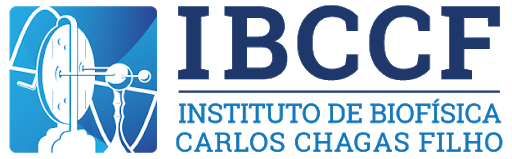 IBCCF
INSTITUTO DE BIOFÍSICA
CARLOS CHAGAS FILHO